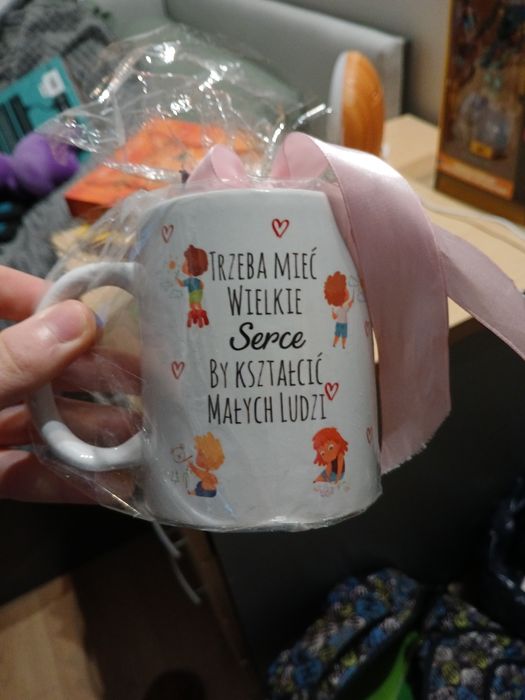 Trzeba mieć
Wielkie
Serce
By kształcić
Małych Ludzi